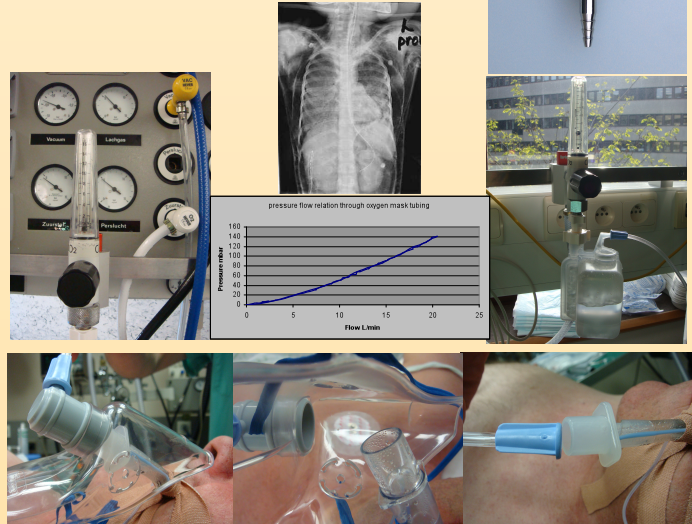 L
pro
VAC
Vacuum
Lachgas
Zuurstof
Perslucht
O2
pressure flow relation through oxygen mask tubing
Pressure mbar
160
140
120
100
80
60
40
20
0
0
5
10
15
20
25
Flow L/min